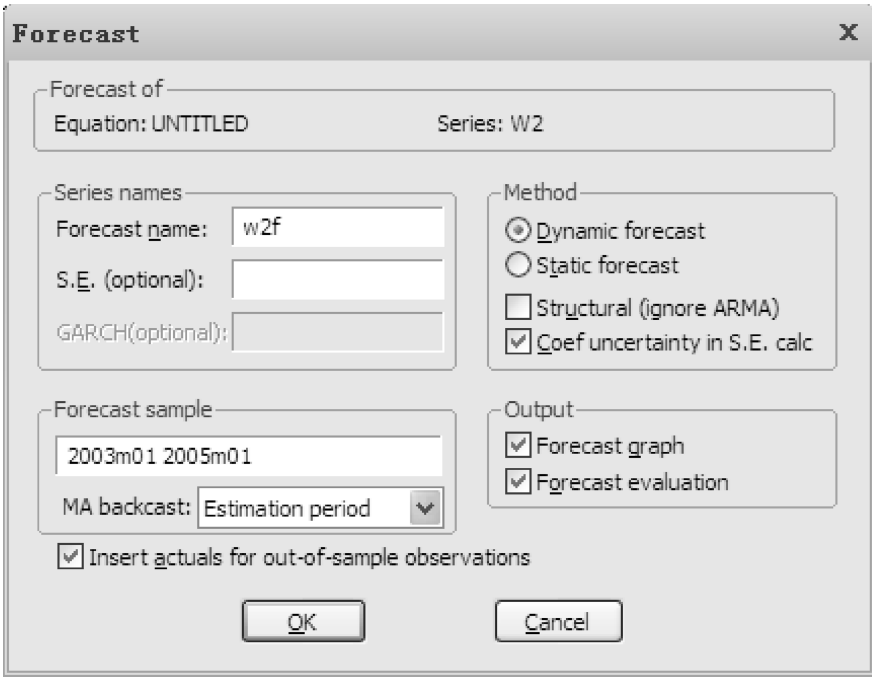 Forecast
X
Forecast of
Equation: UNTITLED
Series: W2
Series names
Forecast name:
w2f
S.E. (optional):
GARCH(optional):
Method
Dynamic forecast
Static forecast
Structural (ignore ARMA)
Coef uncertainty in S.E. calc
Forecast sample
2003m01 2005m01
MA backcast:
Estimation period
Output
Forecast graph
Forecast evaluation
Insert actuals for out-of-sample observations
OK
Cancel